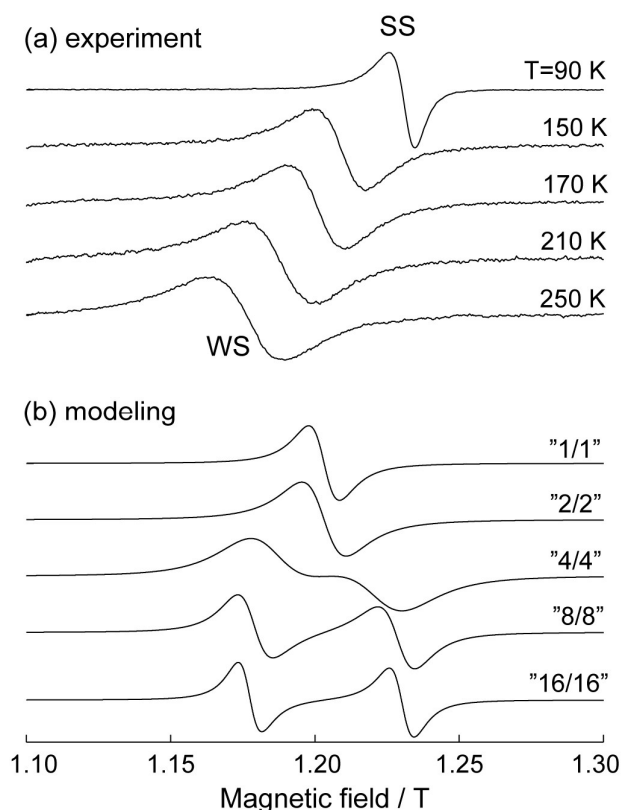 (a) experiment
SS
T=90 K
150 K
170 K
210 K
250 K
WS
(b) modeling
”1/1”
”2/2”
”4/4”
”8/8”
”16/16”
1.10 1.15 1.20 1.25 1.30
Magnetic field / T